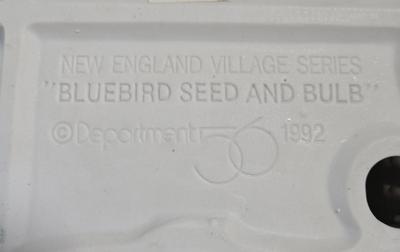 NEW ENGLAND VILLAGE SERIES
"BLUEBIRD SEED AND BULB"
©Department 56 1992